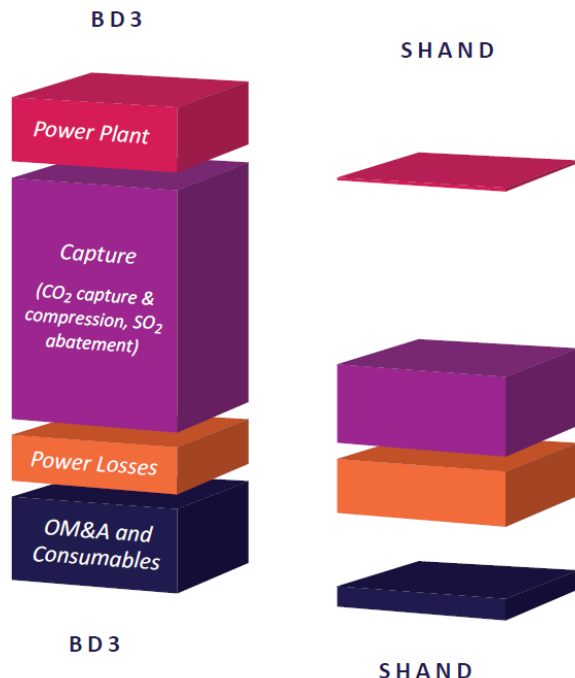 BD3
SHAND
Power Plant
Capture
(CO₂ capture &
compression, SO₂
abatement)
Power Losses
OM&A and
Consumables
BD3
SHAND